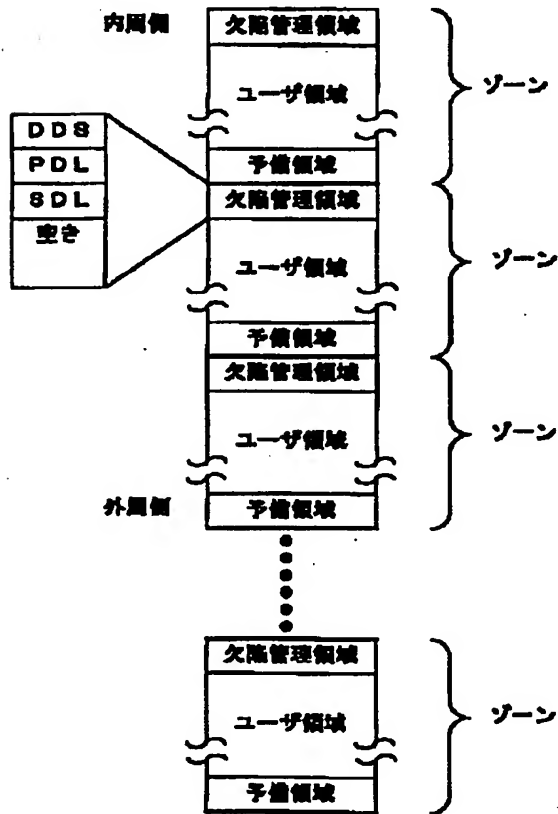 内周側
欠陥管理領域
ユーザ領域
ゾーン
予備領域
DDS
PDL
SDL
空き
欠陥管理領域
ユーザ領域
ゾーン
予備領域
欠陥管理領域
ユーザ領域
ゾーン
外周側
予備領域
欠陥管理領域
ユーザ領域
ゾーン
予備領域